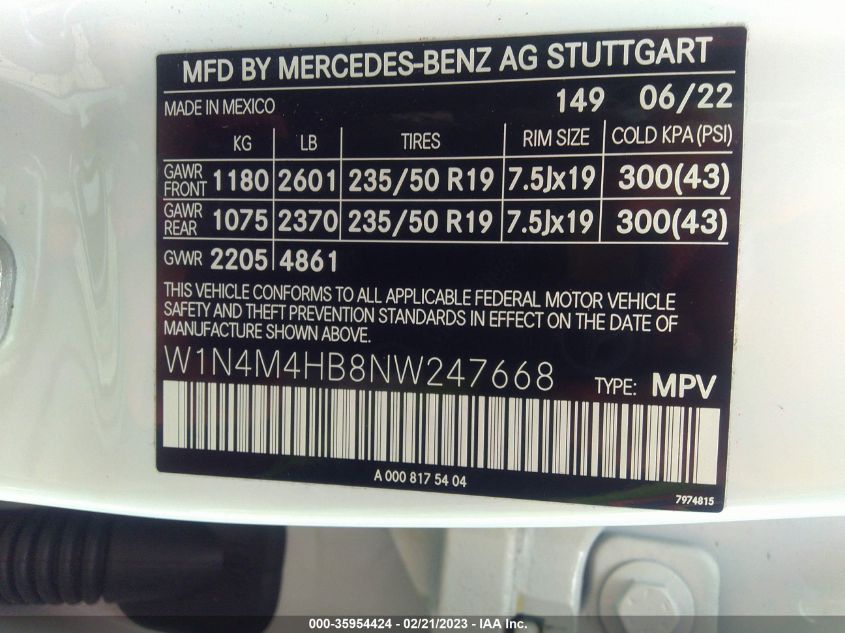 MFD BY MERCEDES-BENZ AG STUTTGART
MADE IN MEXICO 149 06/22
KG LB TIRES RIM SIZE COLD KPA (PSI)
GAWR FRONT 1180 2601 235/50 R19 7.5Jx19 300(43)
GAWR REAR 1075 2370 235/50 R19 7.5Jx19 300(43)
GVWR 2205 4861
THIS VEHICLE CONFORMS TO ALL APPLICABLE FEDERAL MOTOR VEHICLE
SAFETY AND THEFT PREVENTION STANDARDS IN EFFECT ON THE DATE OF
MANUFACTURE SHOWN ABOVE.
W1N4M4HB8NW247668 TYPE: MPV
A 000 817 54 04
7974815
000-35954424 - 02/21/2023 - IAA Inc.